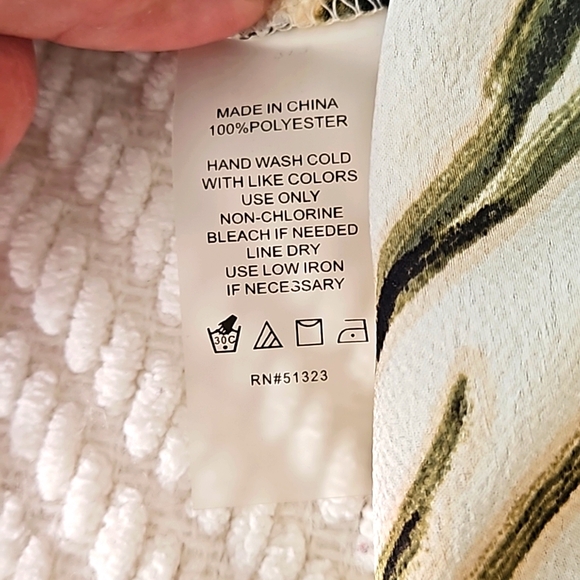 MADE IN CHINA
100%POLYESTER
HAND WASH COLD
WITH LIKE COLORS
USE ONLY
NON-CHLORINE
BLEACH IF NEEDED
LINE DRY
USE LOW IRON
IF NECESSARY
30C
RN#51323